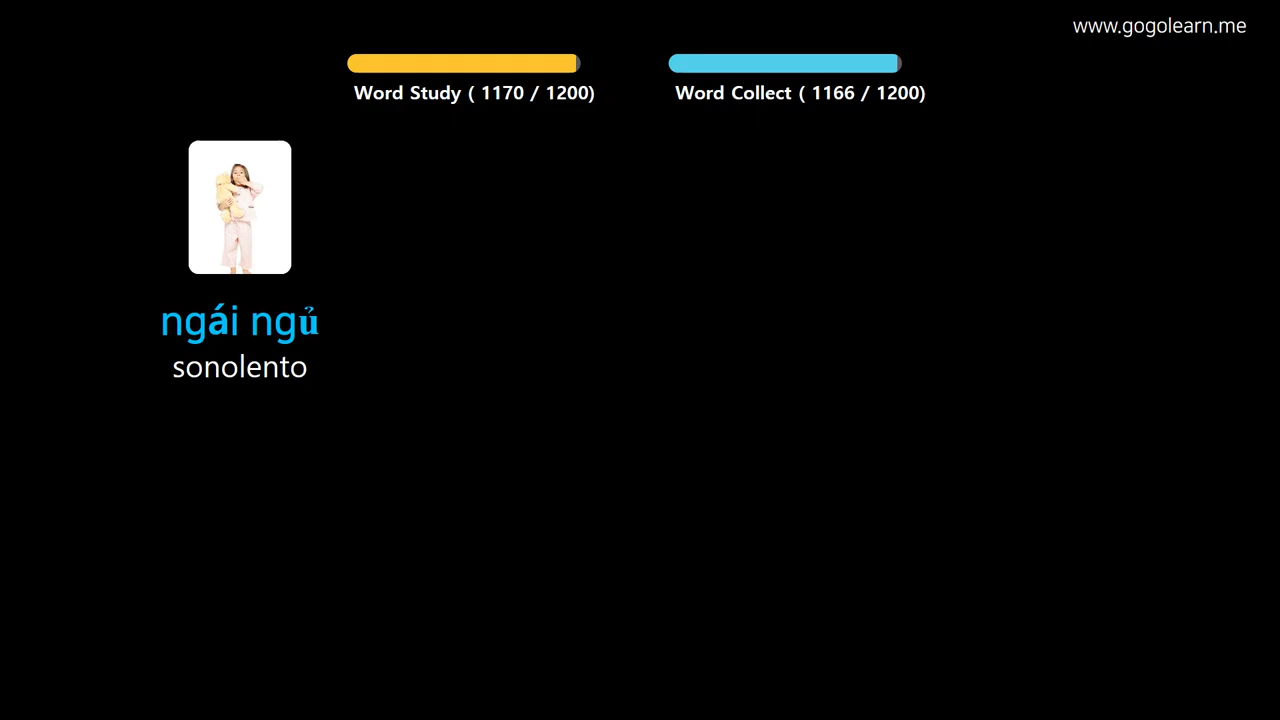 www.gogolearn.me
Word Study ( 1170 / 1200)
Word Collect ( 1166 / 1200)
ngái ngủ
sonolento